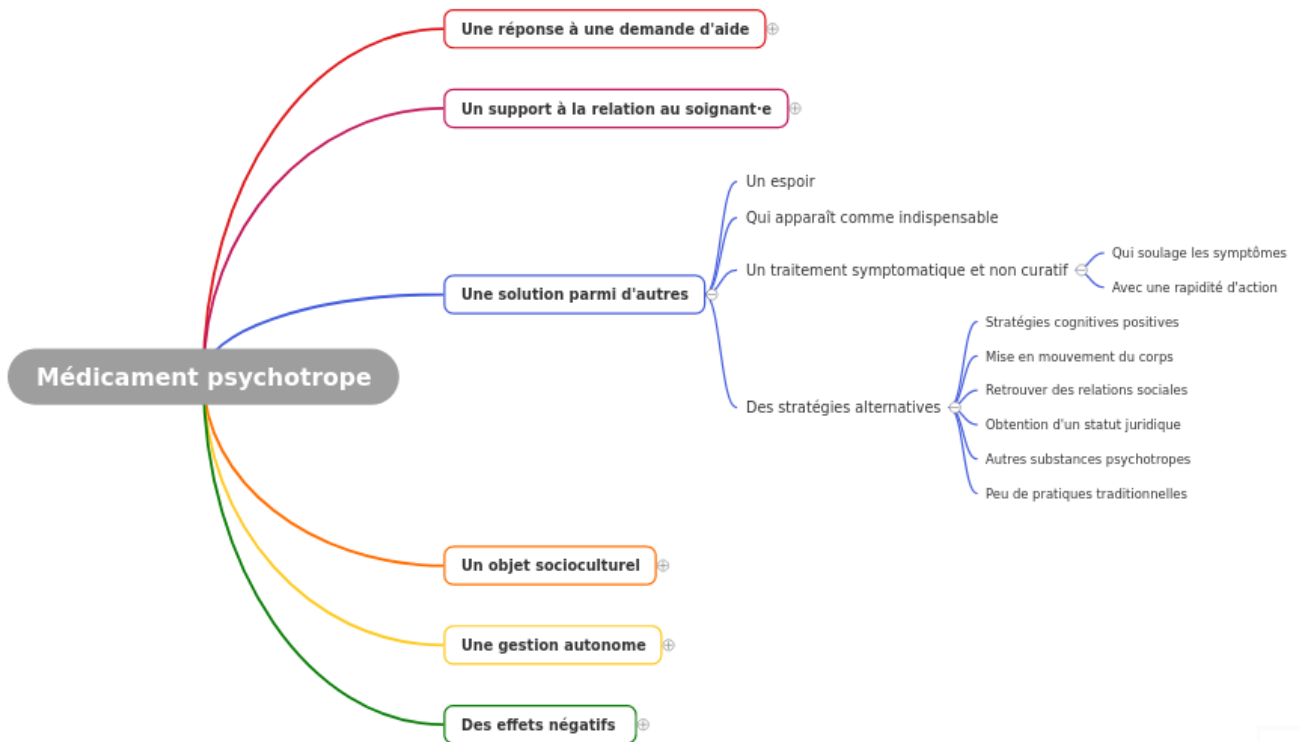 Une réponse à une demande d'aide
Un support à la relation au soignant·e
Un espoir
Qui apparaît comme indispensable
Qui soulage les symptômes
Un traitement symptomatique et non curatif
Avec une rapidité d'action
Une solution parmi d'autres
Stratégies cognitives positives
Mise en mouvement du corps
Médicament psychotrope
Retrouver des relations sociales
Des stratégies alternatives
Obtention d'un statut juridique
Autres substances psychotropes
Peu de pratiques traditionnelles
Un objet socioculturel
Une gestion autonome
Des effets négatifs